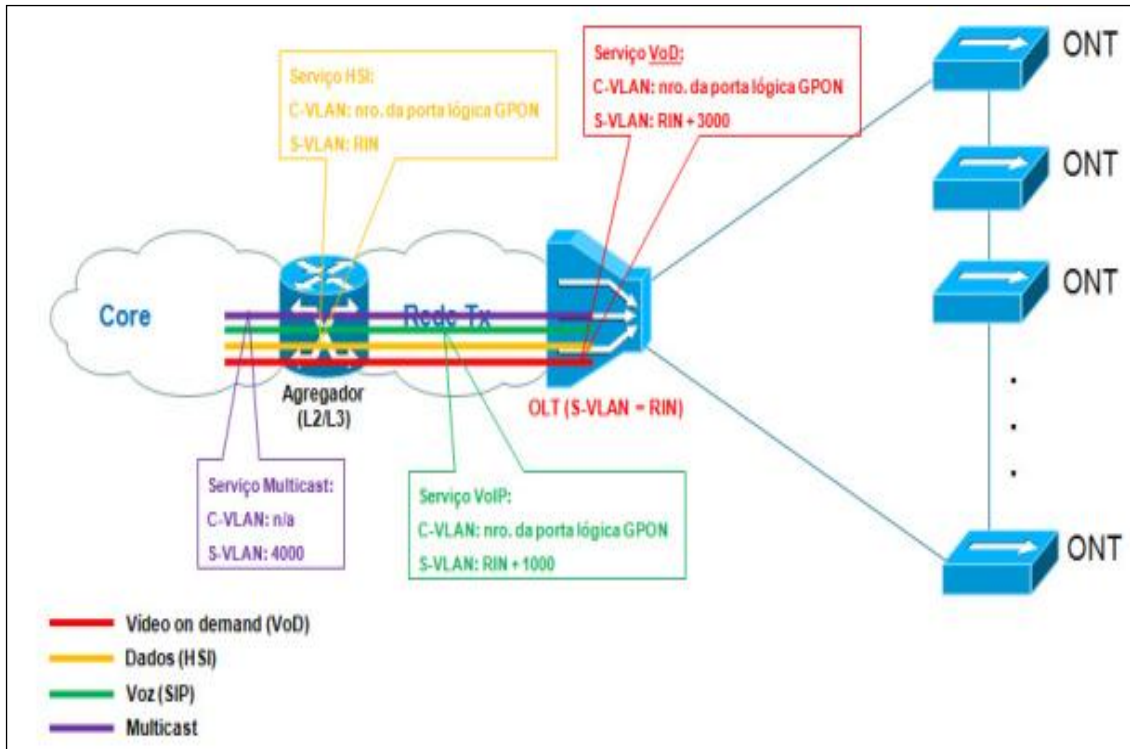 Serviço HSI:
C-VLAN: nro. da porta lógica GPON
S-VLAN: RIN
Serviço VoD:
C-VLAN: nro. da porta lógica GPON
S-VLAN: RIN + 3000
ONT
ONT
ONT
Core
Rede Tx
Agregador
(L2/L3)
OLT (S-VLAN = RIN)
Serviço Multicast:
C-VLAN: n/a
S-VLAN: 4000
Serviço VoIP:
C-VLAN: nro. da porta lógica GPON
S-VLAN: RIN + 1000
ONT
Vídeo on demand (VoD)
Dados (HSI)
Voz (SIP)
Multicast